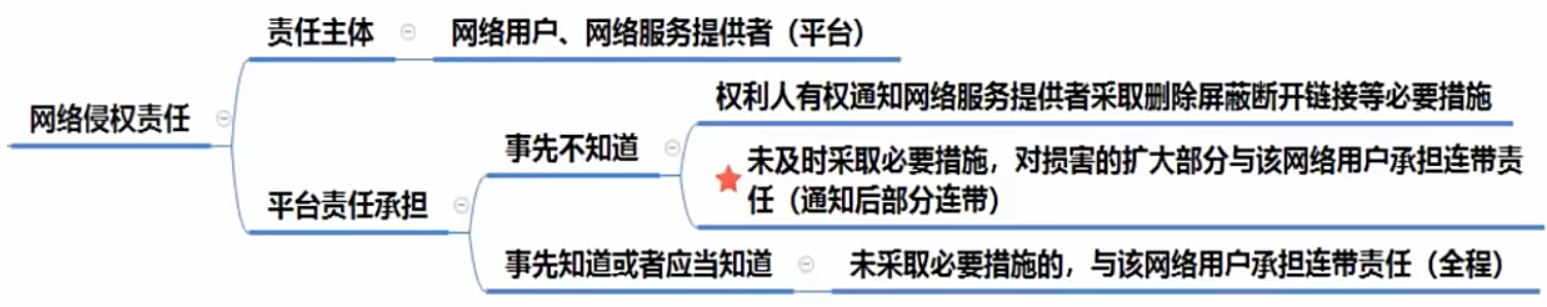 责任主体
网络用户、网络服务提供者（平台）
网络侵权责任
权利人有权通知网络服务提供者采取删除屏蔽断开链接等必要措施
事先不知道
未及时采取必要措施，对损害的扩大部分与该网络用户承担连带责
任（通知后部分连带）
平台责任承担
事先知道或者应当知道
未采取必要措施的，与该网络用户承担连带责任（全程）